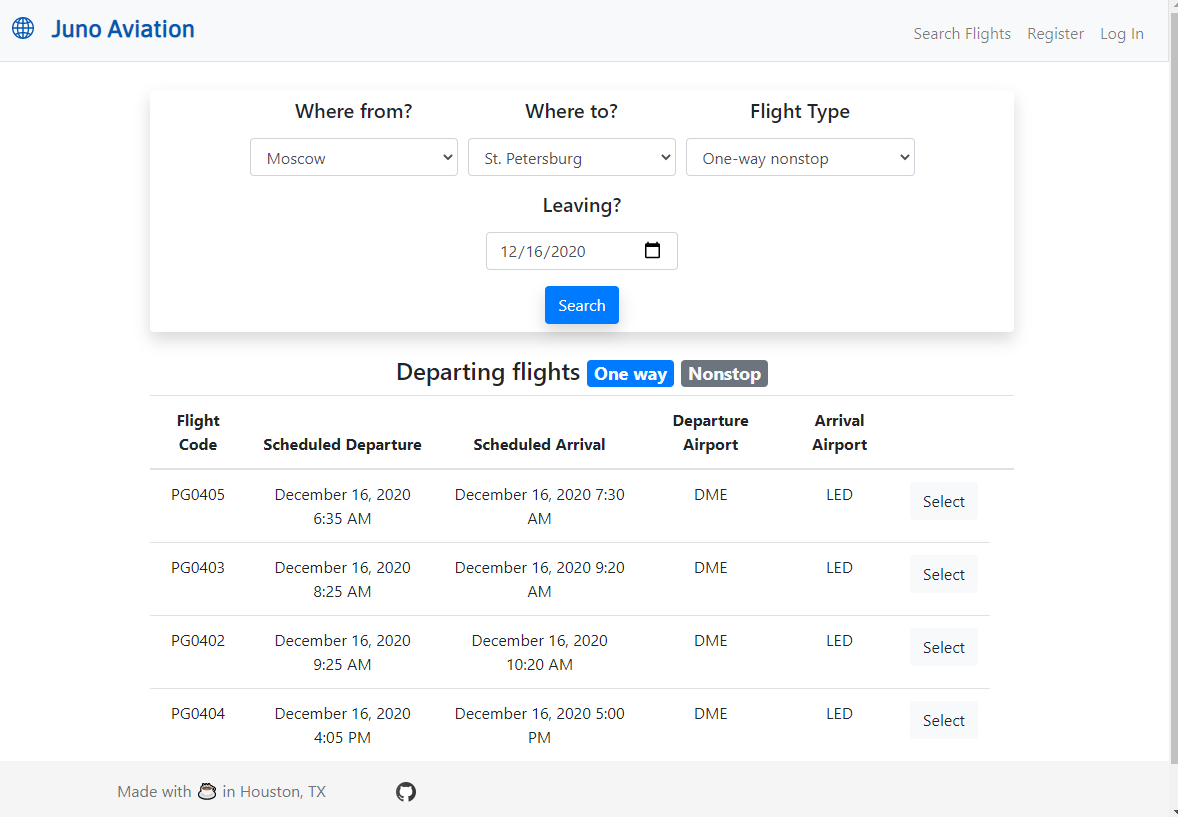 Juno Aviation
Search Flights Register Log In
Where from? Where to? Flight Type
Moscow St. Petersburg One-way nonstop
Leaving?
12/16/2020
Search
Departing flights One way Nonstop
Flight Code Scheduled Departure Scheduled Arrival Departure Airport Arrival Airport
PG0405 December 16, 2020 6:35 AM December 16, 2020 7:30 AM DME LED Select
PG0403 December 16, 2020 8:25 AM December 16, 2020 9:20 AM DME LED Select
PG0402 December 16, 2020 9:25 AM December 16, 2020 10:20 AM DME LED Select
PG0404 December 16, 2020 4:05 PM December 16, 2020 5:00 PM DME LED Select
Made with ☕ in Houston, TX